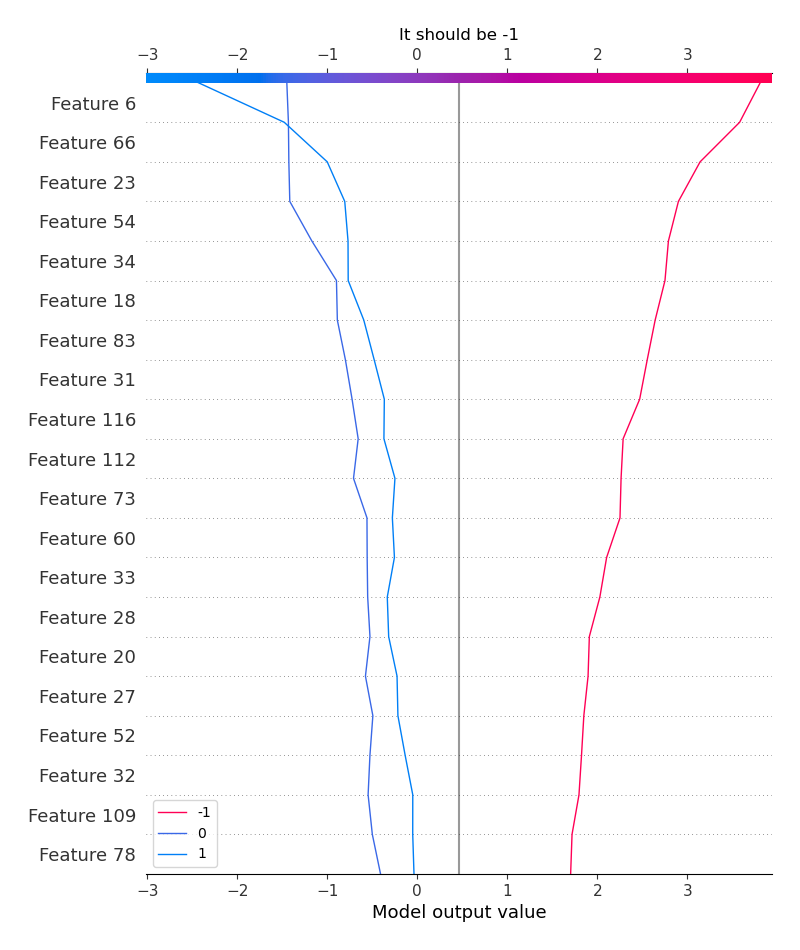 It should be -1
−3 −2 −1 0 1 2 3
Feature 6
Feature 66
Feature 23
Feature 54
Feature 34
Feature 18
Feature 83
Feature 31
Feature 116
Feature 112
Feature 73
Feature 60
Feature 33
Feature 28
Feature 20
Feature 27
Feature 52
Feature 32
Feature 109
Feature 78
-1
0
1
−3 −2 −1 0 1 2 3
Model output value